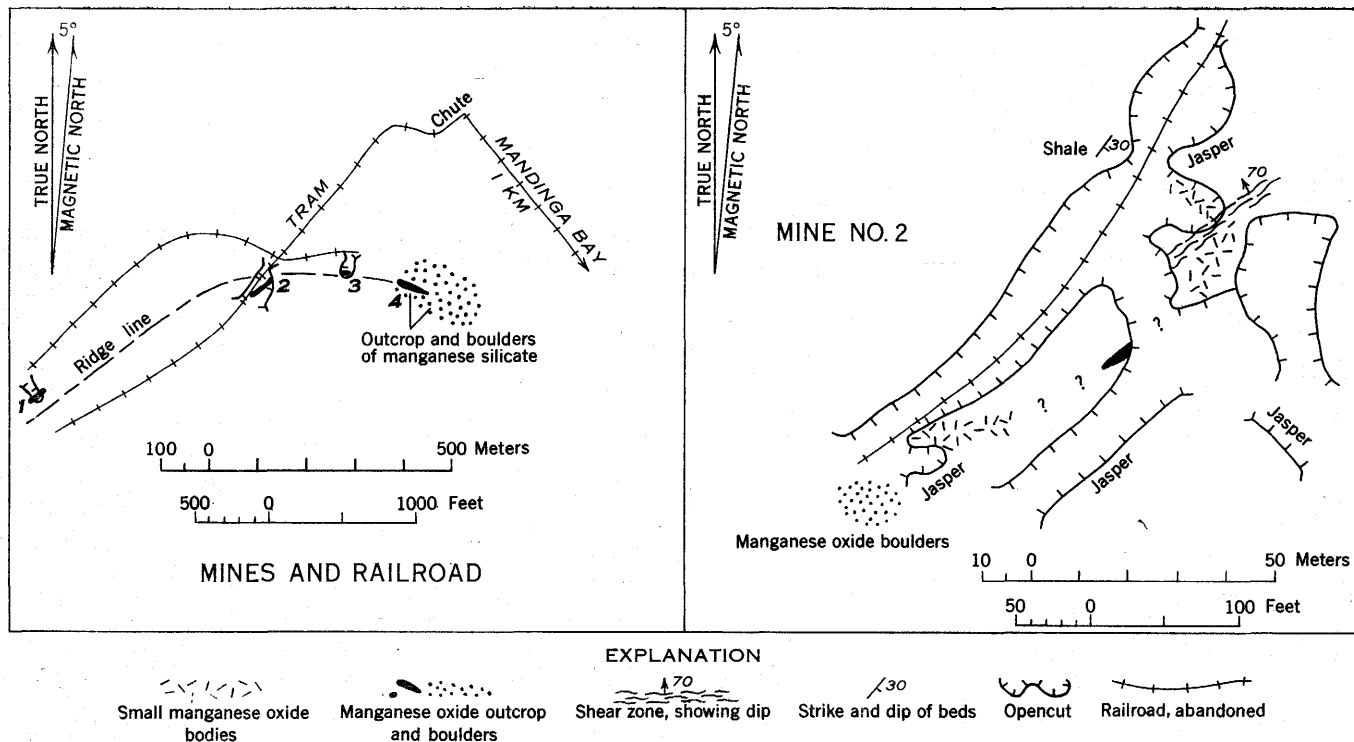 5°
TRUE NORTH
MAGNETIC NORTH
Chute
TRAM
MANDINGA BAY
1 KM
Ridge line
1
2
3
4
Outcrop and boulders
of manganese silicate
100 0 500 Meters
500 0 1000 Feet
MINES AND RAILROAD
5°
TRUE NORTH
MAGNETIC NORTH
Shale
30
Jasper
70
MINE NO. 2
?
?
?
Jasper
Jasper
Jasper
Manganese oxide boulders
10 0 50 Meters
50 0 100 Feet
EXPLANATION
Small manganese oxide
bodies
Manganese oxide outcrop
and boulders
70
Shear zone, showing dip
30
Strike and dip of beds
Opencut
Railroad, abandoned